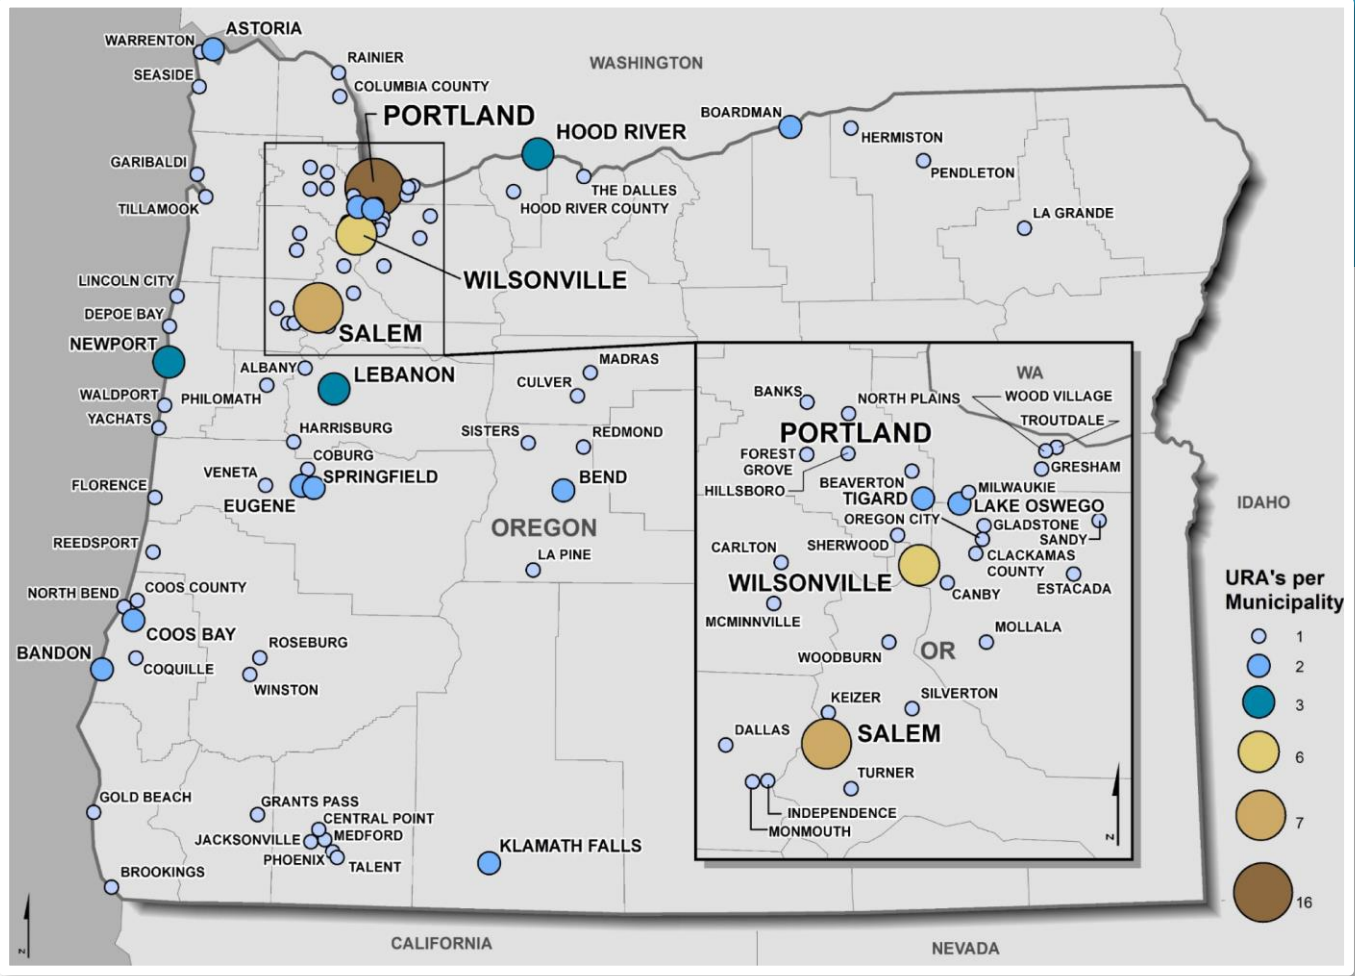 ASTORIA
WARRENTON
RAINIER
WASHINGTON
SEASIDE
COLUMBIA COUNTY
PORTLAND
BOARDMAN
HOOD RIVER
HERMISTON
GARIBALDI
PENDLETON
THE DALLES
HOOD RIVER COUNTY
TILLAMOOK
LA GRANDE
LINCOLN CITY
WILSONVILLE
DEPOE BAY
SALEM
NEWPORT
ALBANY
LEBANON
MADRAS
CULVER
WALDPORT
PHILOMATH
YACHATS
HARRISBURG
SISTERS
REDMOND
COBURG
VENETA
SPRINGFIELD
BEND
FLORENCE
EUGENE
OREGON
REEDSPORT
LA PINE
NORTH BEND
COOS COUNTY
COOS BAY
ROSEBURG
BANDON
COQUILLE
WINSTON
GOLD BEACH
GRANTS PASS
CENTRAL POINT
JACKSONVILLE
MEDFORD
PHOENIX
TALENT
KLAMATH FALLS
BROOKINGS
CALIFORNIA
NEVADA
IDAHO
N
WA
BANKS
NORTH PLAINS
WOOD VILLAGE
TROUTDALE
PORTLAND
FOREST
GROVE
GRESHAM
HILLSBORO
BEAVERTON
MILWAUKIE
TIGARD
LAKE OSWEGO
OREGON CITY
GLADSTONE
SANDY
SHERWOOD
CLACKAMAS
COUNTY
CARLTON
WILSONVILLE
ESTACADA
CANBY
MCMINNVILLE
MOLLALA
WOODBURN
OR
KEIZER
SILVERTON
DALLAS
SALEM
TURNER
INDEPENDENCE
MONMOUTH
N
URA's per
Municipality
1
2
3
6
7
16